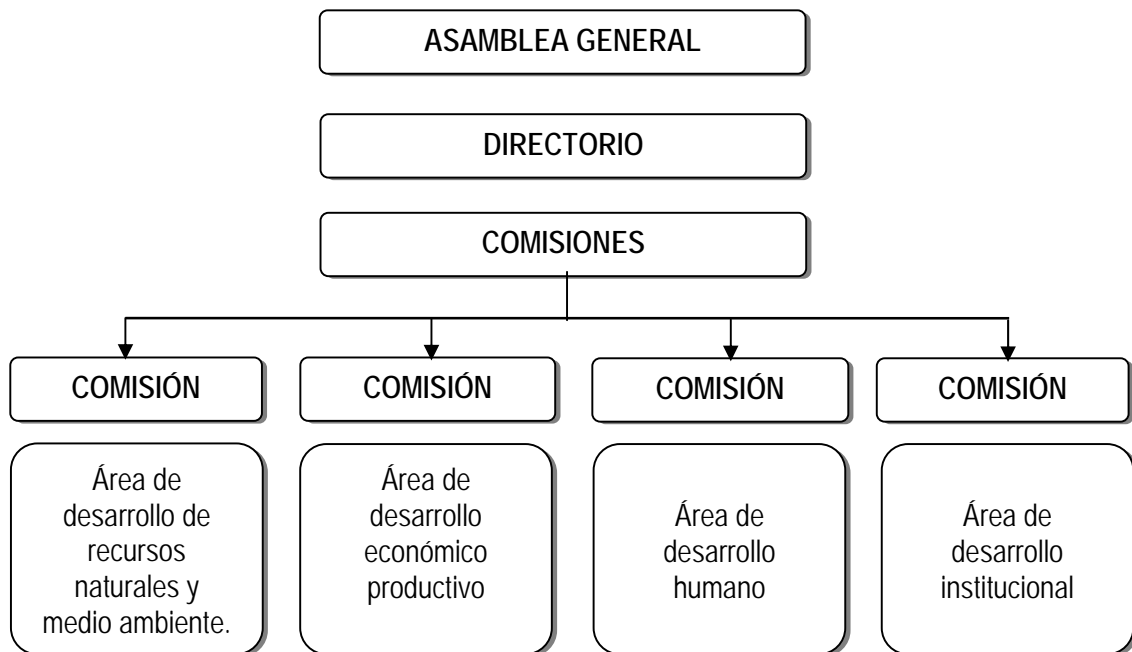 ASAMBLEA GENERAL
DIRECTORIO
COMISIONES
COMISIÓN
COMISIÓN
COMISIÓN
COMISIÓN
Área de
desarrollo de
recursos
naturales y
medio ambiente.
Área de
desarrollo
económico
productivo
Área de
desarrollo
humano
Área de
desarrollo
institucional